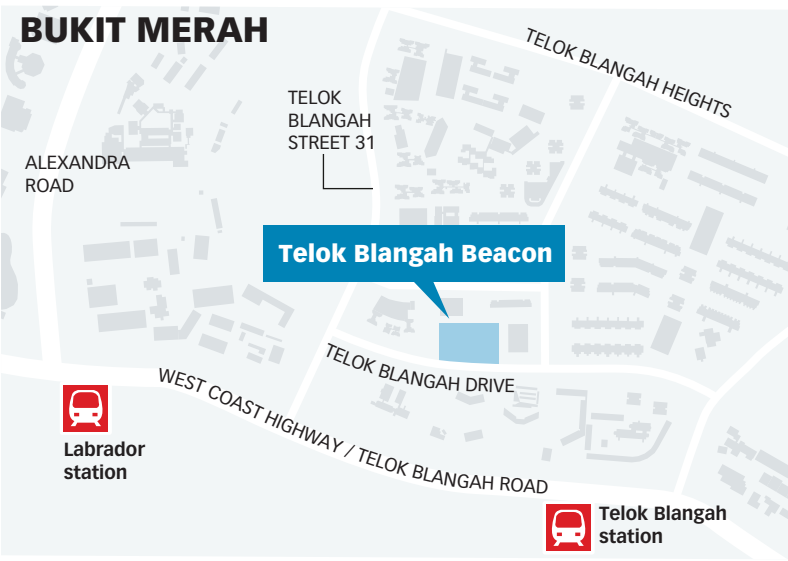 BUKIT MERAH
TELOK BLANGAH HEIGHTS
TELOK
BLANGAH
STREET 31
ALEXANDRA
ROAD
Telok Blangah Beacon
TELOK BLANGAH DRIVE
WEST COAST HIGHWAY / TELOK BLANGAH ROAD
Labrador
station
Telok Blangah
station